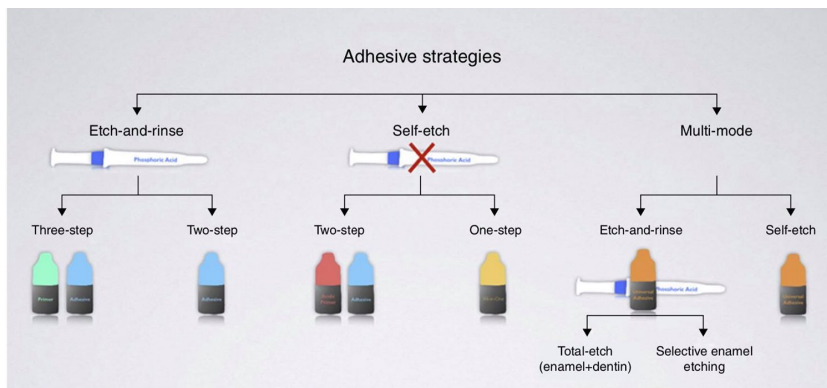 Adhesive strategies
Etch-and-rinse
Self-etch
Multi-mode
Phosphoric Acid
Phosphoric Acid
Three-step
Two-step
Two-step
One-step
Etch-and-rinse
Self-etch
Primer
Adhesive
Adhesive
Acidic
Primer
Adhesive
Universal
Adhesive
Phosphoric Acid
Universal
Adhesive
Total-etch
(enamel+dentin)
Selective enamel
etching